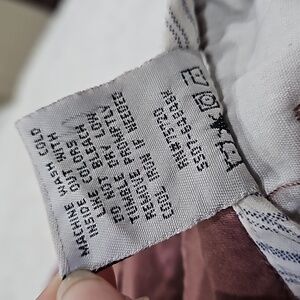 MACHINE WASH COLD
INSIDE OUT WITH
LIKE COLORS
DO NOT BLEACH
TUMBLE DRY LOW
REMOVE PROMPTLY
COOL IRON IF NEEDED